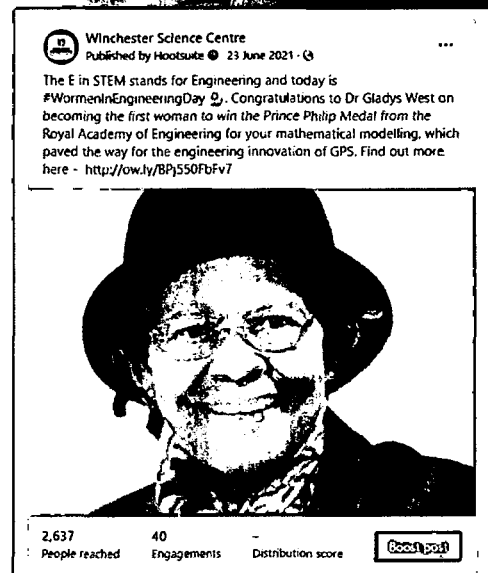 Winchester Science Centre
Published by Hootsuite · 23 June 2021 ·
The E in STEM stands for Engineering and today is
#WomenInEngineeringDay. Congratulations to Dr Gladys West on
becoming the first woman to win the Prince Philip Medal from the
Royal Academy of Engineering for your mathematical modelling, which
paved the way for the engineering innovation of GPS. Find out more
here - http://ow.ly/BPj550FbFv7
2,637 40 -
People reached Engagements Distribution score Boost post